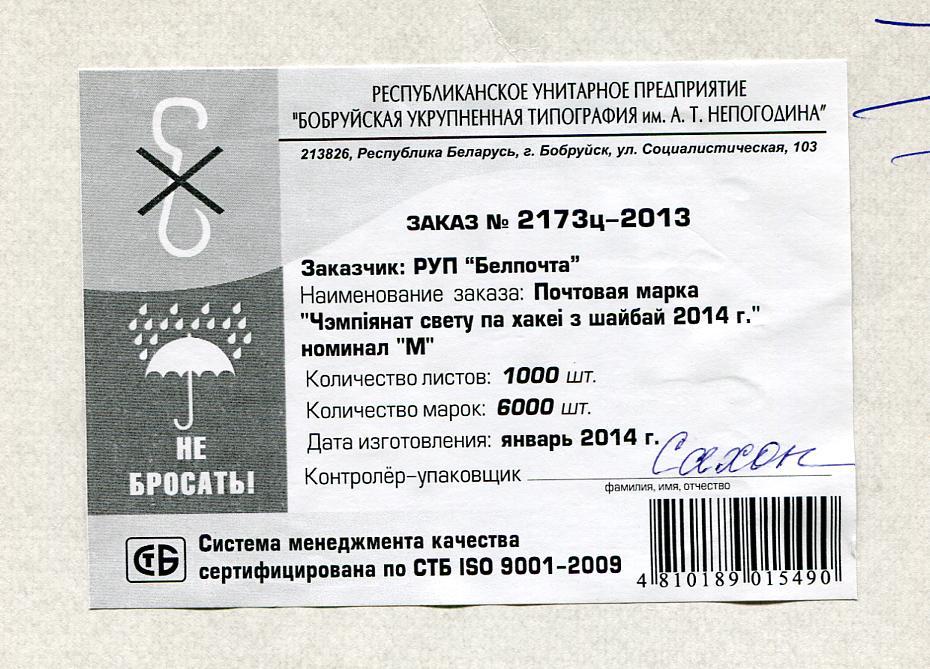 РЕСПУБЛИКАНСКОЕ УНИТАРНОЕ ПРЕДПРИЯТИЕ
"БОБРУЙСКАЯ УКРУПНЕННАЯ ТИПОГРАФИЯ им. А. Т. НЕПОГОДИНА"
213826, Республика Беларусь, г. Бобруйск, ул. Социалистическая, 103
ЗАКАЗ № 2173ц–2013
Заказчик: РУП “Белпочта”
Наименование заказа: Почтовая марка
"Чэмпіянат свету па хакеі з шайбай 2014 г."
номинал "М"
Количество листов: 1000 шт.
Количество марок: 6000 шт.
Дата изготовления: январь 2014 г.
Контролёр–упаковщик Сахон
фамилия, имя, отчество
НЕ
БРОСАТЬ!
СТБ
Система менеджмента качества
сертифицирована по СТБ ISO 9001–2009
4 810189 015490